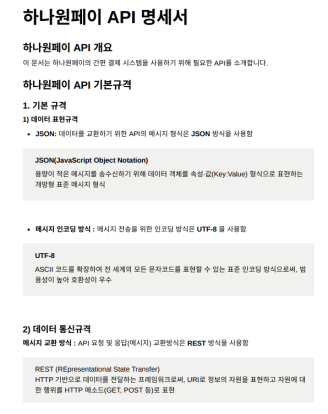 하나원페이 API 명세서
하나원페이 API 개요
이 문서는 하나원페이의 간편 결제 시스템을 사용하기 위해 필요한 API를 소개합니다.
하나원페이 API 기본규격
1. 기본 규격
1) 데이터 표현규격
• JSON: 데이터를 교환하기 위한 API의 메시지 형식은 JSON 방식을 사용함
JSON(JavaScript Object Notation)
용량이 적은 메시지를 송수신하기 위해 데이터 객체를 속성·값(Key:Value) 형식으로 표현하는
개방형 표준 메시지 형식
• 메시지 인코딩 방식 : 메시지 전송을 위한 인코딩 방식은 UTF-8 을 사용함
UTF-8
ASCII 코드를 확장하여 전 세계의 모든 문자코드를 표현할 수 있는 표준 인코딩 방식으로써, 범
용성이 높아 호환성이 우수
2) 데이터 통신규격
메시지 교환 방식 : API 요청 및 응답(메시지) 교환방식은 REST 방식을 사용함
REST (REpresentational State Transfer)
HTTP 기반으로 데이터를 전달하는 프레임워크로써, URI로 정보의 자원을 표현하고 자원에 대
한 행위를 HTTP 메소드(GET, POST 등)로 표현